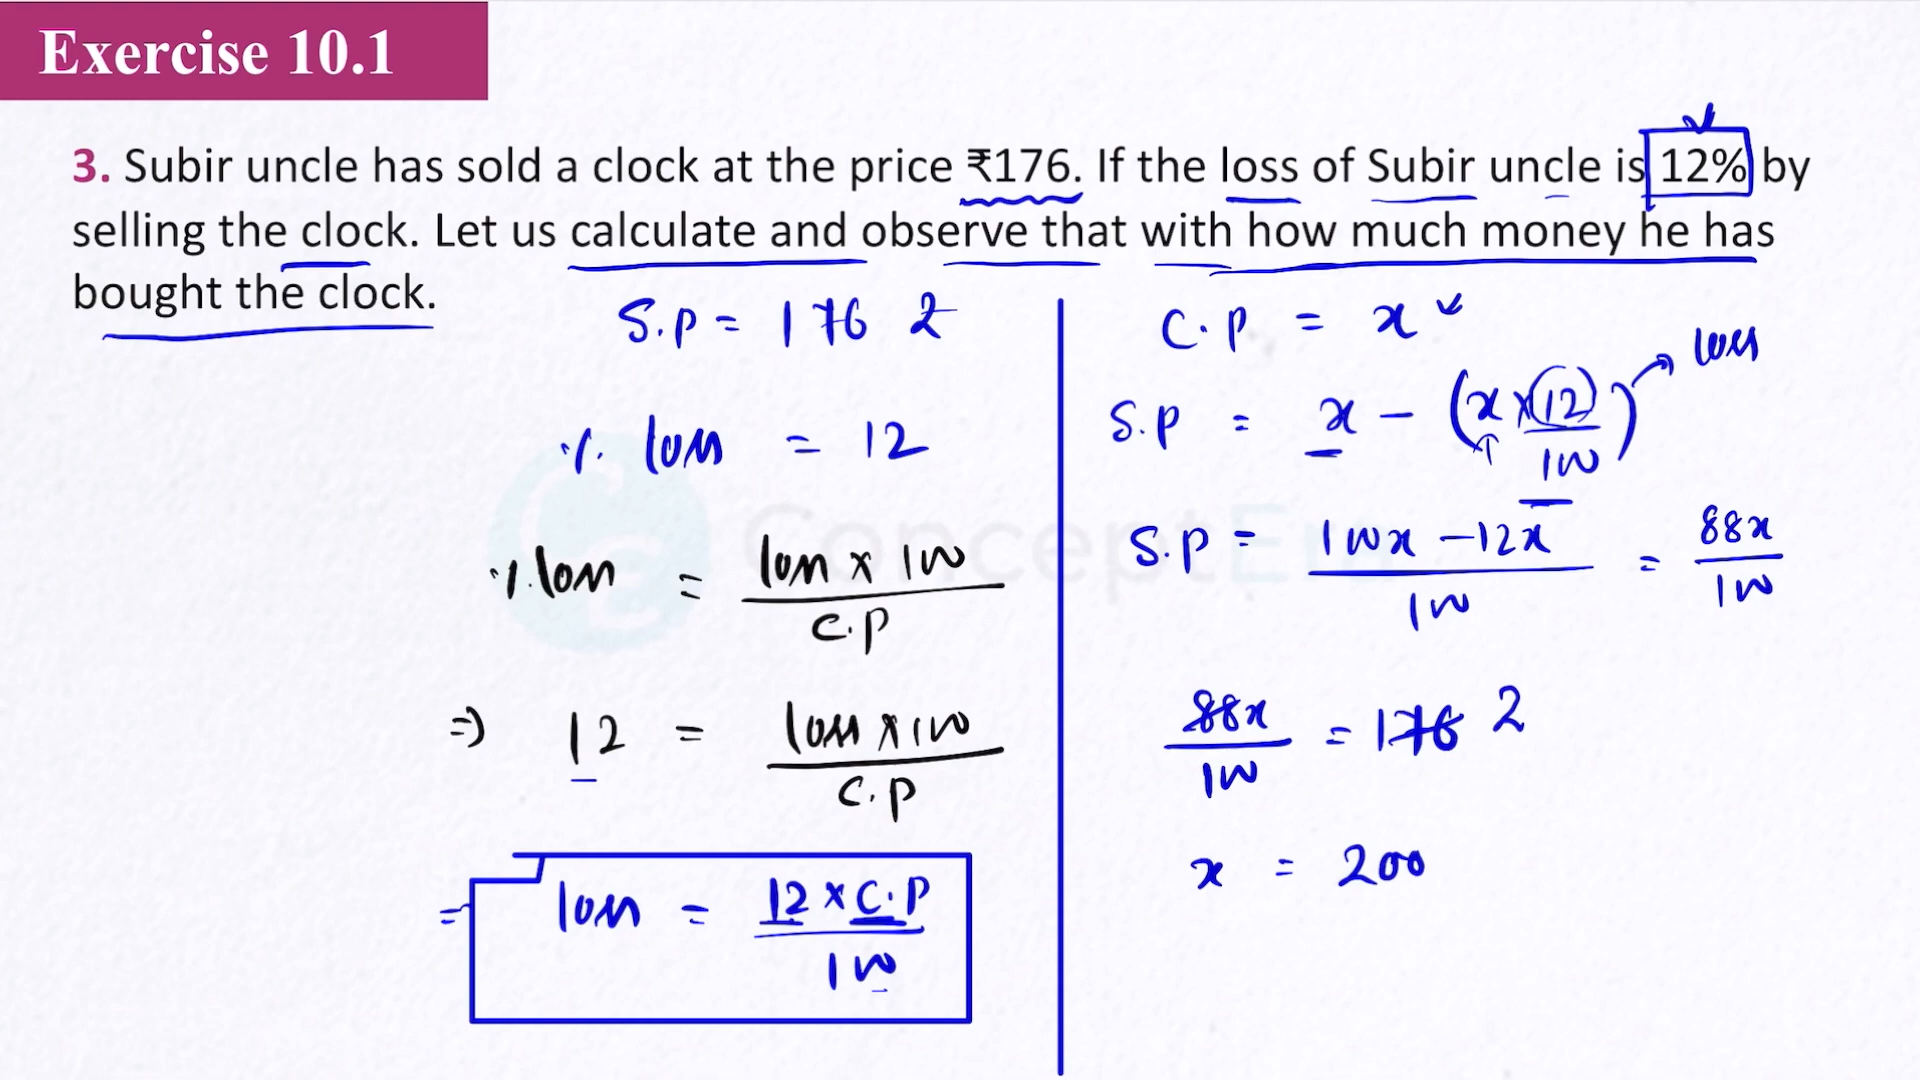 Exercise 10.1
3. Subir uncle has sold a clock at the price ₹176. If the loss of Subir uncle is 12% by
selling the clock. Let us calculate and observe that with how much money he has
bought the clock.
S.P = 176 ₹
% loss = 12
% loss = loss × 100
C.P
=> 12 = loss × 100
C.P
= loss = 12 × C.P
100
C.P = x
S.P = x - (x × 12) loss
100
S.P = 100x - 12x = 88x
100 100
88x = 176 2
100
x = 200
ConceptEra